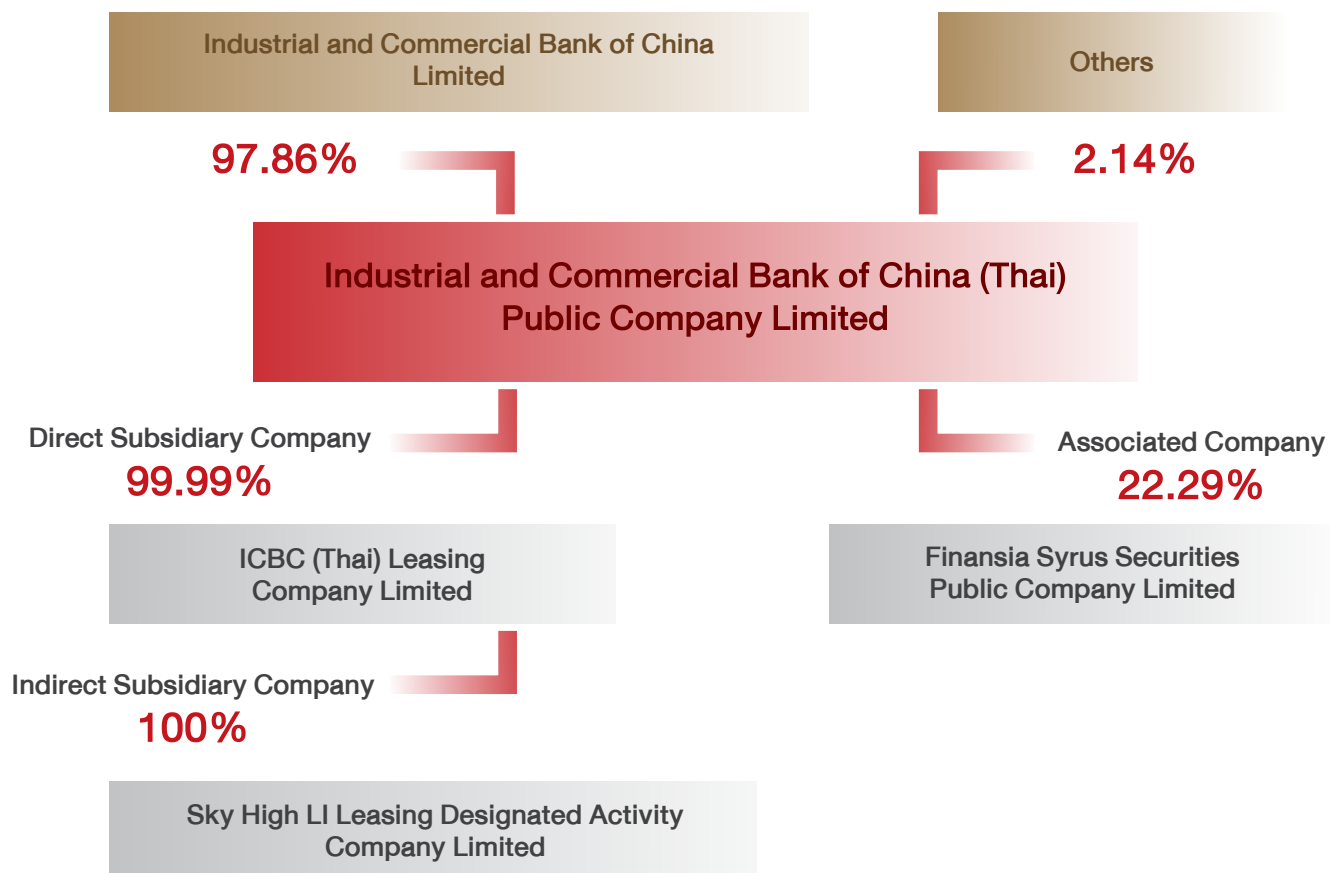 Industrial and Commercial Bank of China
Limited
Others
97.86%
2.14%
Industrial and Commercial Bank of China (Thai)
Public Company Limited
Direct Subsidiary Company
99.99%
Associated Company
22.29%
ICBC (Thai) Leasing
Company Limited
Finansia Syrus Securities
Public Company Limited
Indirect Subsidiary Company
100%
Sky High LI Leasing Designated Activity
Company Limited